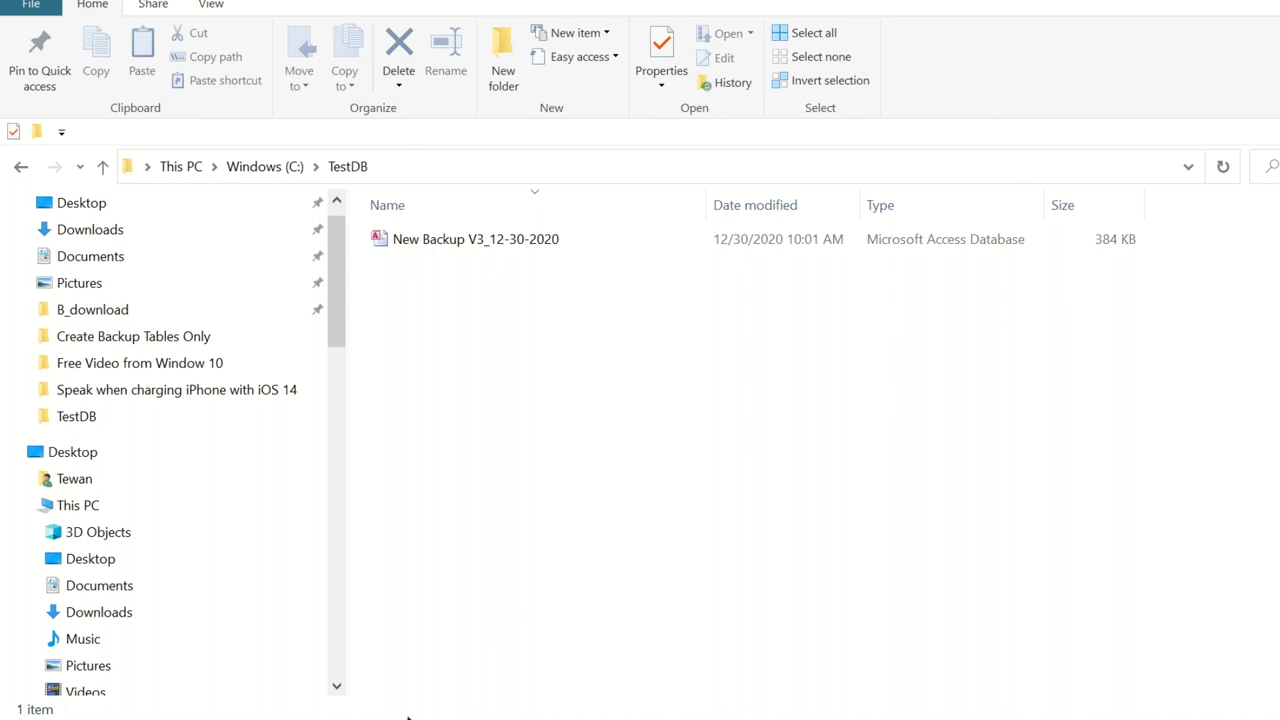 File Home Share View
Pin to Quick access
Copy
Paste
Cut
Copy path
Paste shortcut
Clipboard
Move to
Copy to
Delete
Rename
Organize
New folder
New item
Easy access
New
Properties
Open
Edit
History
Open
Select all
Select none
Invert selection
Select
This PC > Windows (C:) > TestDB
Desktop
Downloads
Documents
Pictures
B_download
Create Backup Tables Only
Free Video from Window 10
Speak when charging iPhone with iOS 14
TestDB
Desktop
Tewan
This PC
3D Objects
Desktop
Documents
Downloads
Music
Pictures
Videos
Name Date modified Type Size
New Backup V3_12-30-2020 12/30/2020 10:01 AM Microsoft Access Database 384 KB
1 item